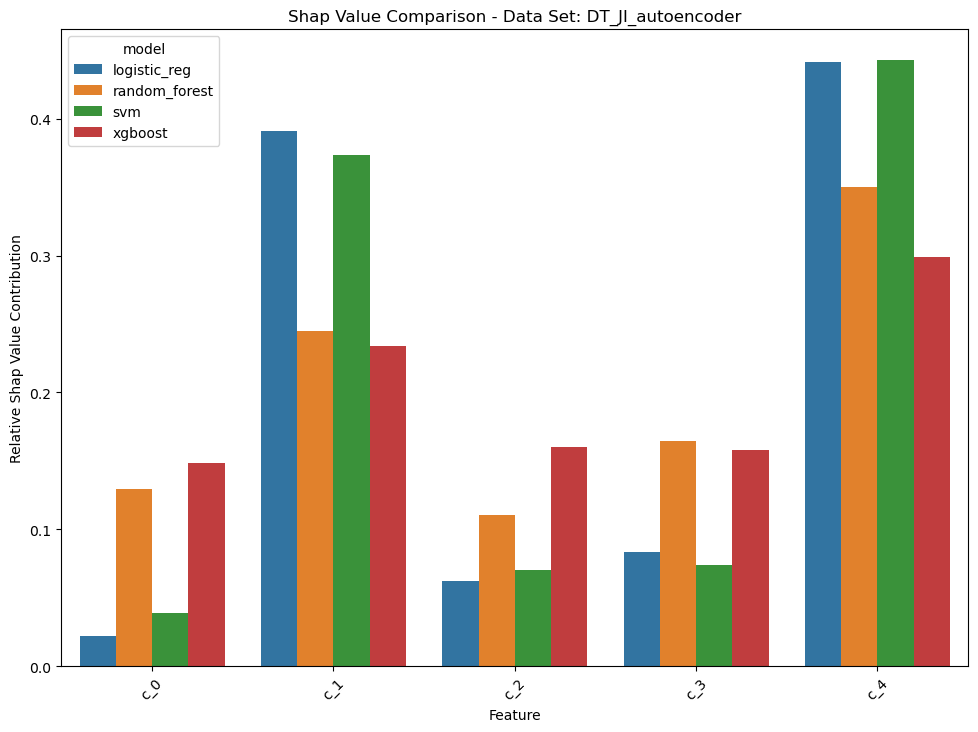 Shap Value Comparison - Data Set: DT_JI_autoencoder
model
logistic_reg
random_forest
svm
xgboost
Relative Shap Value Contribution
0.4
0.3
0.2
0.1
0.0
c_0
c_1
c_2
c_3
c_4
Feature